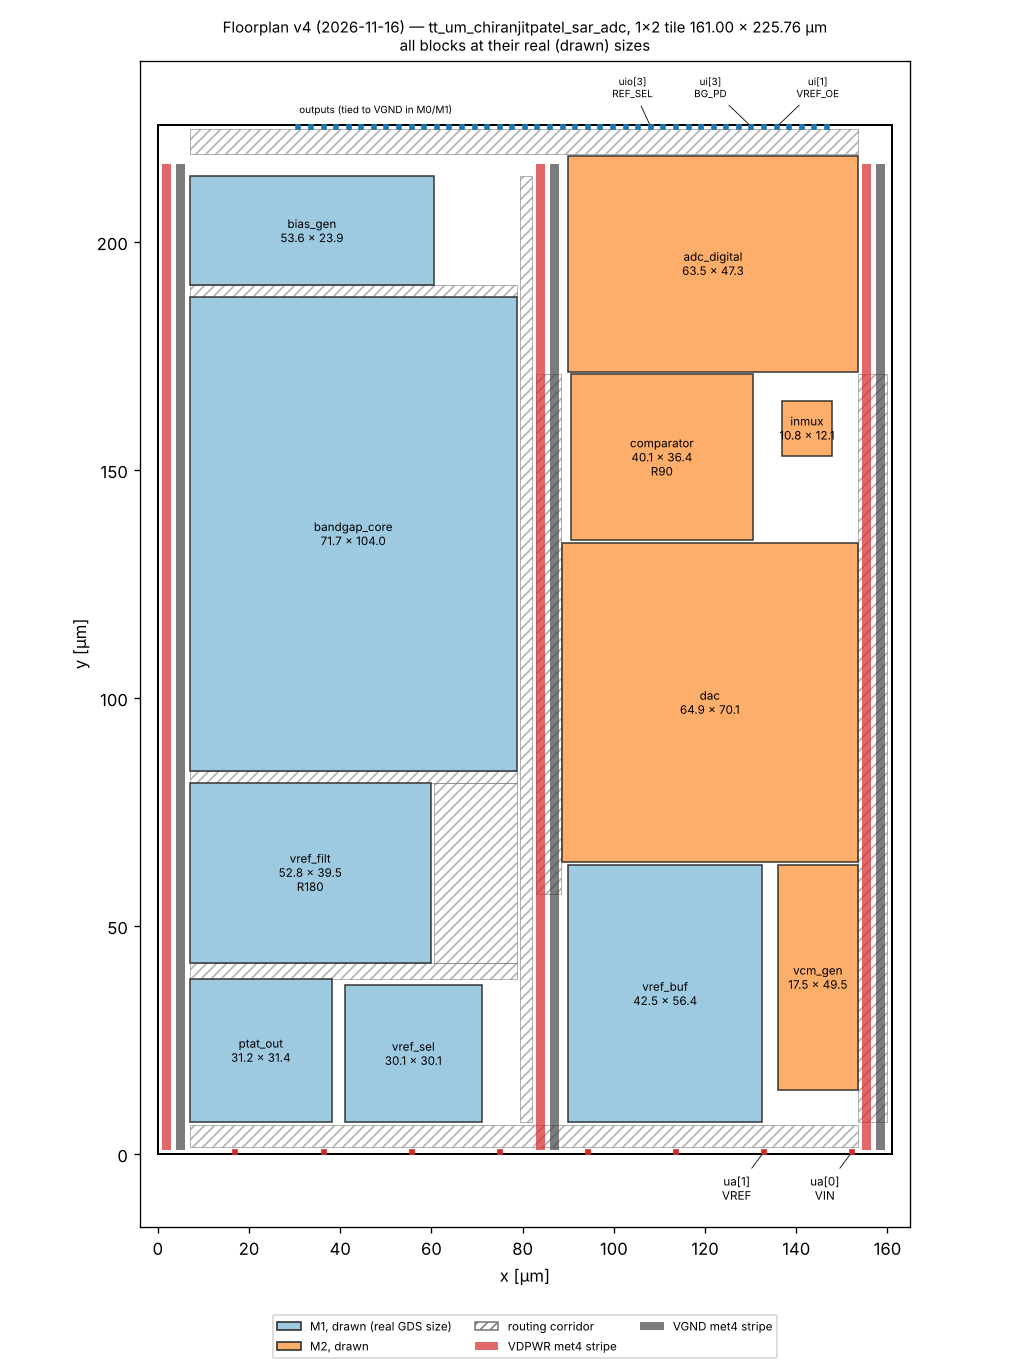 Floorplan v4 (2026-11-16) — tt_um_chiranjitpatel_sar_adc, 1×2 tile 161.00 × 225.76 µm
all blocks at their real (drawn) sizes
uio[3]
REF_SEL
ui[3]
BG_PD
ui[1]
VREF_OE
outputs (tied to VGND in M0/M1)
bias_gen
53.6 × 23.9
adc_digital
63.5 × 47.3
inmux
10.8 × 12.1
comparator
40.1 × 36.4
R90
bandgap_core
71.7 × 104.0
dac
64.9 × 70.1
vref_filt
52.8 × 39.5
R180
vcm_gen
17.5 × 49.5
vref_buf
42.5 × 56.4
ptat_out
31.2 × 31.4
vref_sel
30.1 × 30.1
ua[1]
VREF
ua[0]
VIN
200
150
100
50
0
y [µm]
0 20 40 60 80 100 120 140 160
x [µm]
M1, drawn (real GDS size)
M2, drawn
routing corridor
VDPWR met4 stripe
VGND met4 stripe